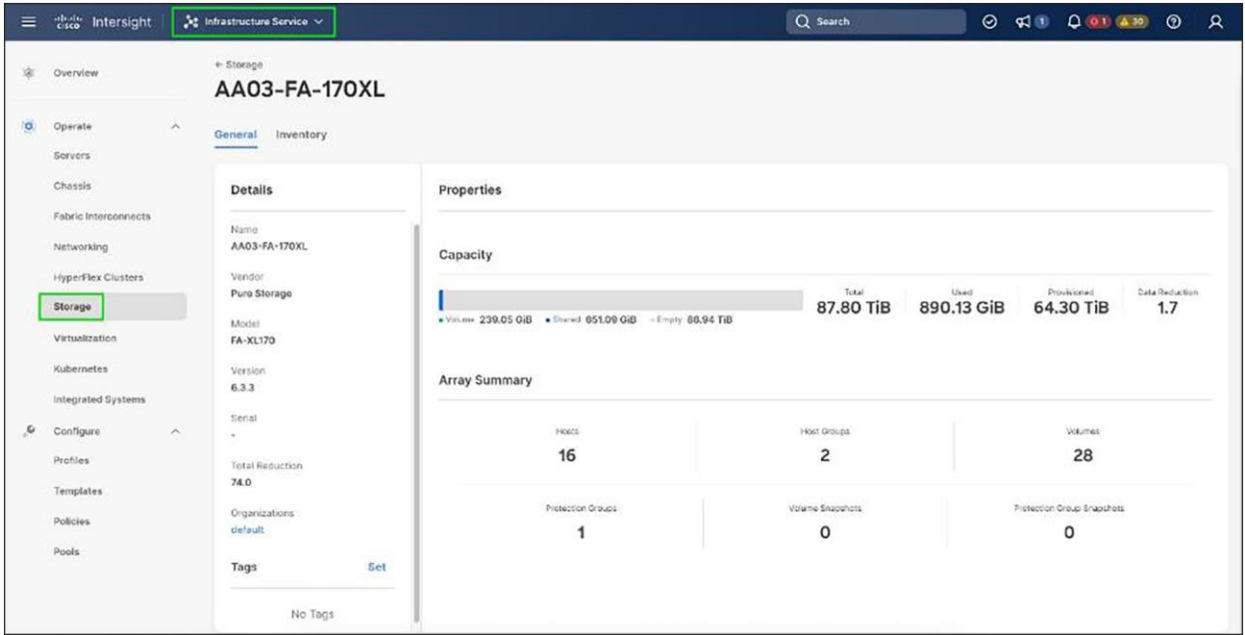 cisco Intersight
Infrastructure Service
Search
1
1
30
Overview
Operate
Servers
Chassis
Fabric Interconnects
Networking
HyperFlex Clusters
Storage
Virtualization
Kubernetes
Integrated Systems
Configure
Profiles
Templates
Policies
Pools
← Storage
AA03-FA-170XL
General Inventory
Details
Name
AA03-FA-170XL
Vendor
Pure Storage
Model
FA-XL170
Version
6.3.3
Serial
-
Total Reduction
74.0
Organizations
default
Tags Set
No Tags
Properties
Capacity
Volume 239.05 GiB Shared 651.09 GiB Empty 86.94 TiB
Total Used Provisioned Data Reduction
87.80 TiB 890.13 GiB 64.30 TiB 1.7
Array Summary
Hosts Host Groups Volumes
16 2 28
Protection Groups Volume Snapshots Protection Group Snapshots
1 0 0